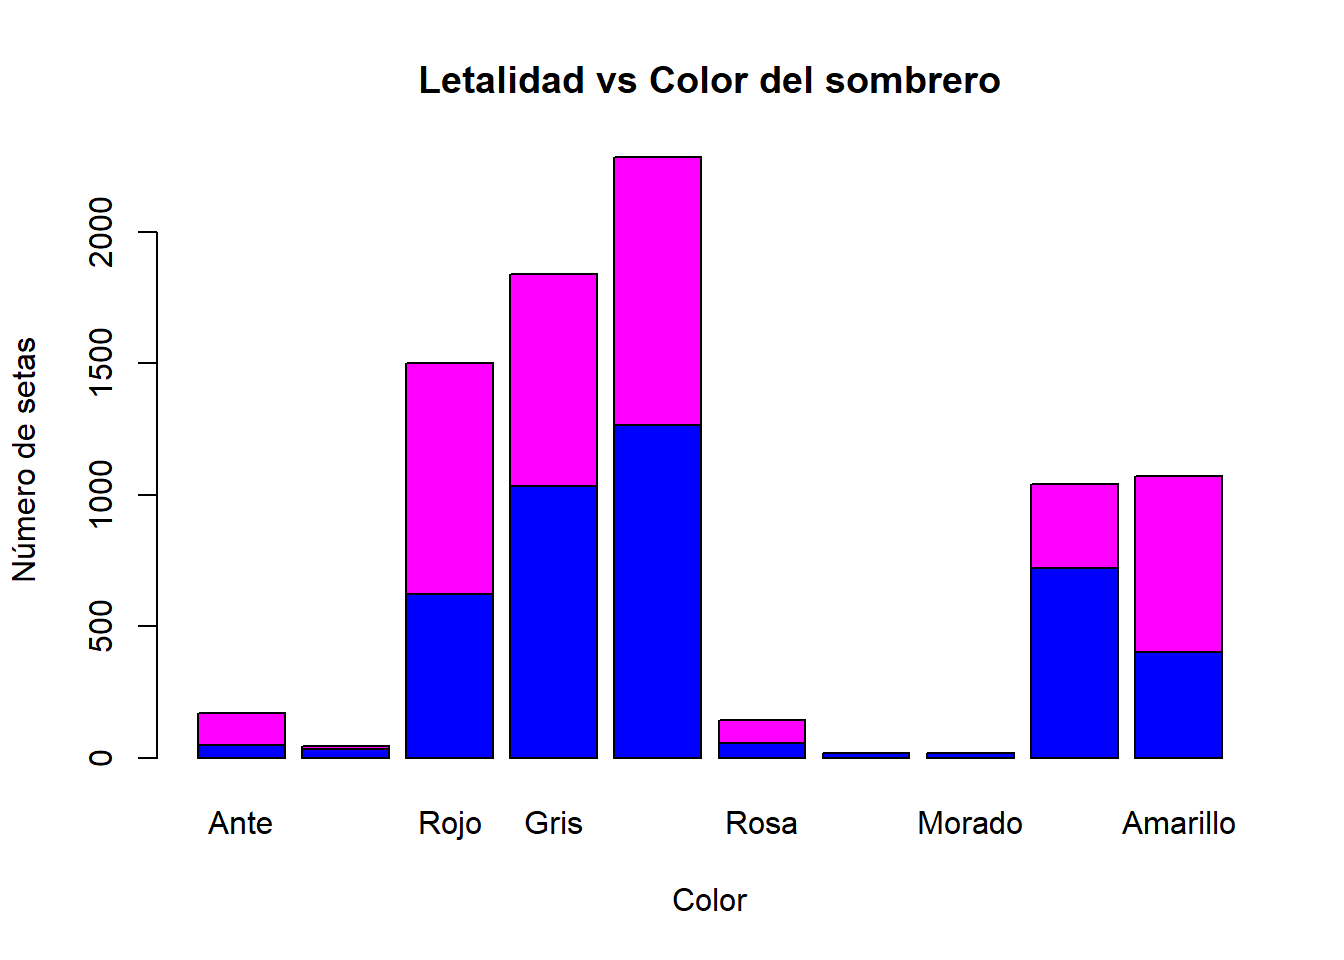 Letalidad vs Color del sombrero
Número de setas
2000
1500
1000
500
0
Ante Rojo Gris Rosa Morado Amarillo
Color